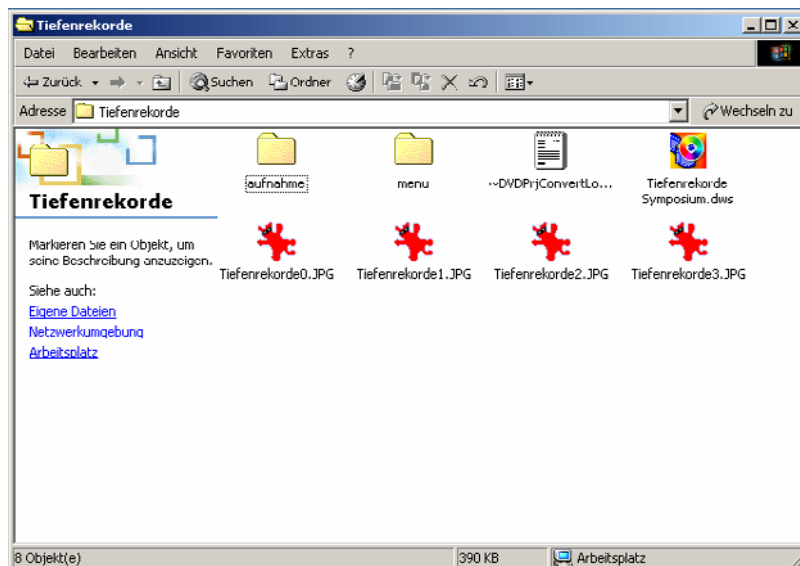 Tiefenrekorde
Datei Bearbeiten Ansicht Favoriten Extras ?
Zurück Suchen Ordner
Adresse Tiefenrekorde Wechseln zu
aufnahme menu ~DVDPrjConvertLo... Tiefenrekorde
Symposium.dws
Tiefenrekorde
Markieren Sie ein Objekt, um
seine Beschreibung anzuzeigen.
Tiefenrekorde0.JPG Tiefenrekorde1.JPG Tiefenrekorde2.JPG Tiefenrekorde3.JPG
Siehe auch:
Eigene Dateien
Netzwerkumgebung
Arbeitsplatz
8 Objekt(e) 390 KB Arbeitsplatz